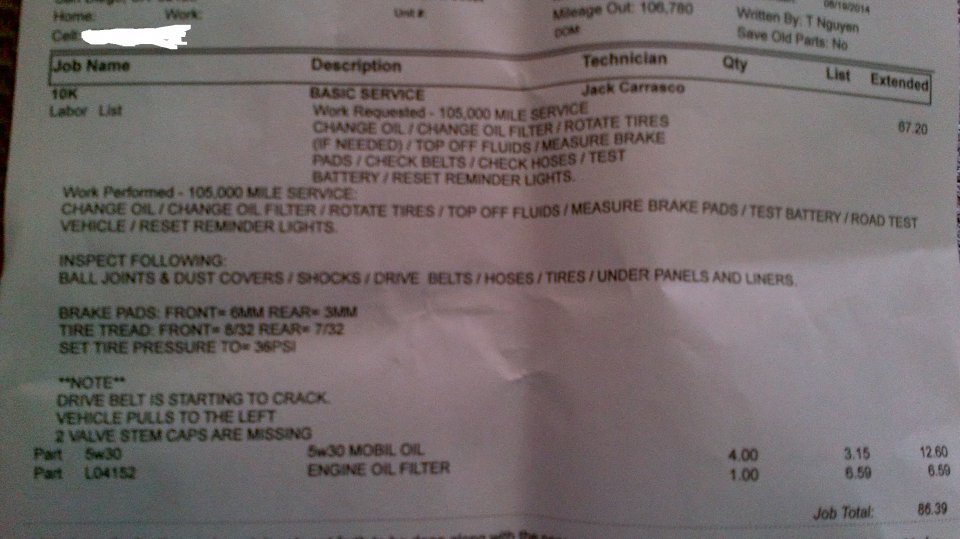 Home: Work: Unit #: Mileage Out: 106,780 08/19/2014
Cell: DOM: Written By: T Nguyen
Save Old Parts: No
Job Name Description Technician Qty List Extended
10K BASIC SERVICE Jack Carrasco
Labor List Work Requested - 105,000 MILE SERVICE 67.20
CHANGE OIL / CHANGE OIL FILTER / ROTATE TIRES
(IF NEEDED) / TOP OFF FLUIDS / MEASURE BRAKE
PADS / CHECK BELTS / CHECK HOSES / TEST
BATTERY / RESET REMINDER LIGHTS.
Work Performed - 105,000 MILE SERVICE:
CHANGE OIL / CHANGE OIL FILTER / ROTATE TIRES / TOP OFF FLUIDS / MEASURE BRAKE PADS / TEST BATTERY / ROAD TEST
VEHICLE / RESET REMINDER LIGHTS.
INSPECT FOLLOWING:
BALL JOINTS & DUST COVERS / SHOCKS / DRIVE BELTS / HOSES / TIRES / UNDER PANELS AND LINERS.
BRAKE PADS: FRONT= 6MM REAR= 3MM
TIRE TREAD: FRONT= 8/32 REAR= 7/32
SET TIRE PRESSURE TO= 36PSI
**NOTE**
DRIVE BELT IS STARTING TO CRACK.
VEHICLE PULLS TO THE LEFT
2 VALVE STEM CAPS ARE MISSING
Part 5w30 5w30 MOBIL OIL 4.00 3.15 12.60
Part L04152 ENGINE OIL FILTER 1.00 6.59 6.59
Job Total: 86.39